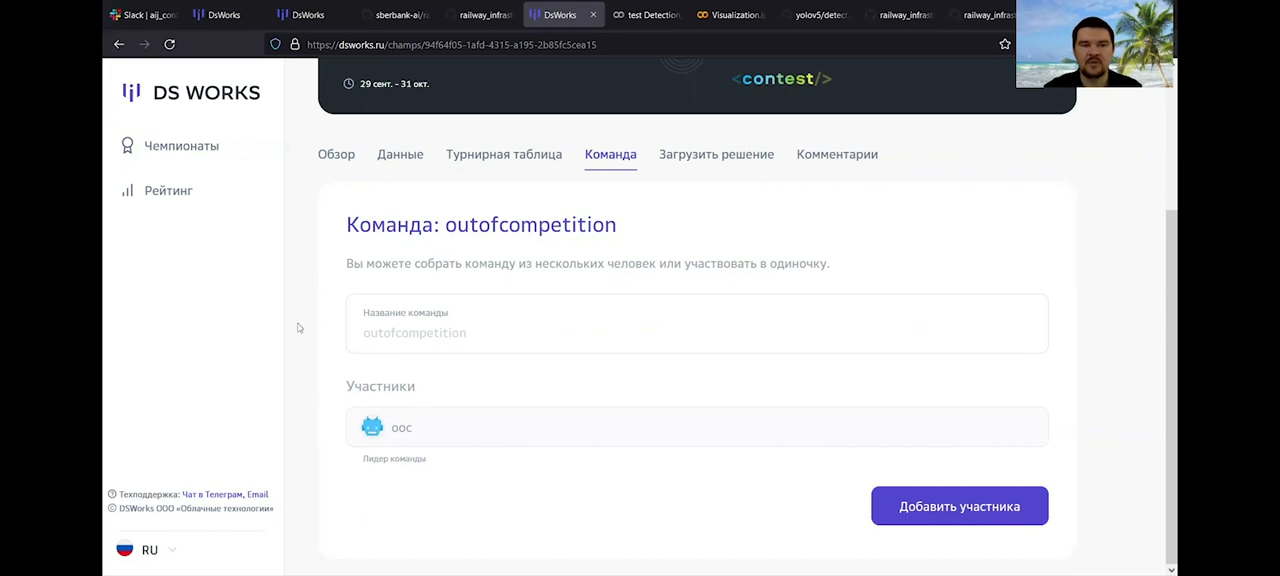 Slack | aij_con
DsWorks
DsWorks
sberbank-ai/ra
railway_infrast
DsWorks
test Detection.
Visualization.i
yolov5/detect.
railway_infrast
railway_infras
https://dsworks.ru/champs/94f64f05-1afd-4315-a195-2b85fc5cea15
DS WORKS
Чемпионаты
Рейтинг
29 сент. - 31 окт.
<contest/>
Обзор
Данные
Турнирная таблица
Команда
Загрузить решение
Комментарии
Команда: outofcompetition
Вы можете собрать команду из нескольких человек или участвовать в одиночку.
Название команды
outofcompetition
Участники
ooc
Лидер команды
Добавить участника
Техподдержка: Чат в Телеграм, Email
© DSWorks ООО «Облачные технологии»
RU